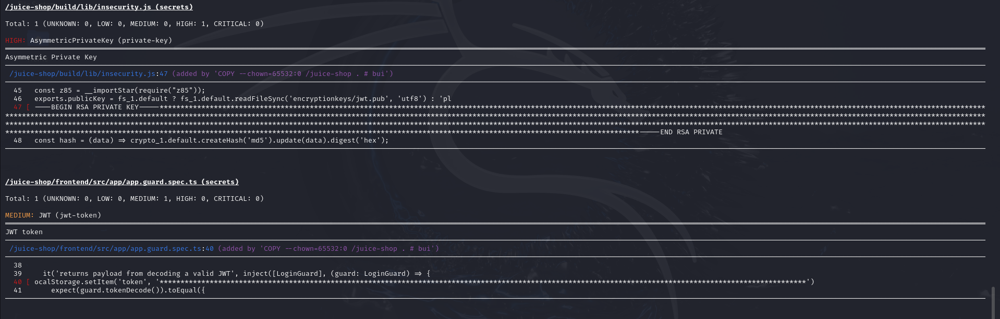 /juice-shop/build/lib/insecurity.js (secrets)
Total: 1 (UNKNOWN: 0, LOW: 0, MEDIUM: 0, HIGH: 1, CRITICAL: 0)
HIGH: AsymmetricPrivateKey (private-key)
Asymmetric Private Key
/juice-shop/build/lib/insecurity.js:47 (added by 'COPY --chown=65532:0 /juice-shop . # bui')
45   const z85 = __importStar(require("z85"));
46   exports.publicKey = fs_1.default ? fs_1.default.readFileSync('encryptionkeys/jwt.pub', 'utf8') : 'pl
47 [ ----BEGIN RSA PRIVATE KEY-----******************************************************************************************************************************************************************************************************
*******************************************************************************************************************************************************************************************************************************************
*******************************************************************************************************************************************************************************************************************************************
********************************************************************************************************************************************************-----END RSA PRIVATE
48   const hash = (data) => crypto_1.default.createHash('md5').update(data).digest('hex');
/juice-shop/frontend/src/app/app.guard.spec.ts (secrets)
Total: 1 (UNKNOWN: 0, LOW: 0, MEDIUM: 1, HIGH: 0, CRITICAL: 0)
MEDIUM: JWT (jwt-token)
JWT token
/juice-shop/frontend/src/app/app.guard.spec.ts:40 (added by 'COPY --chown=65532:0 /juice-shop . # bui')
38
39     it('returns payload from decoding a valid JWT', inject([LoginGuard], (guard: LoginGuard) => {
40 [ ocalStorage.setItem('token', '***********************************************************************************************************************************************************')
41       expect(guard.tokenDecode()).toEqual({